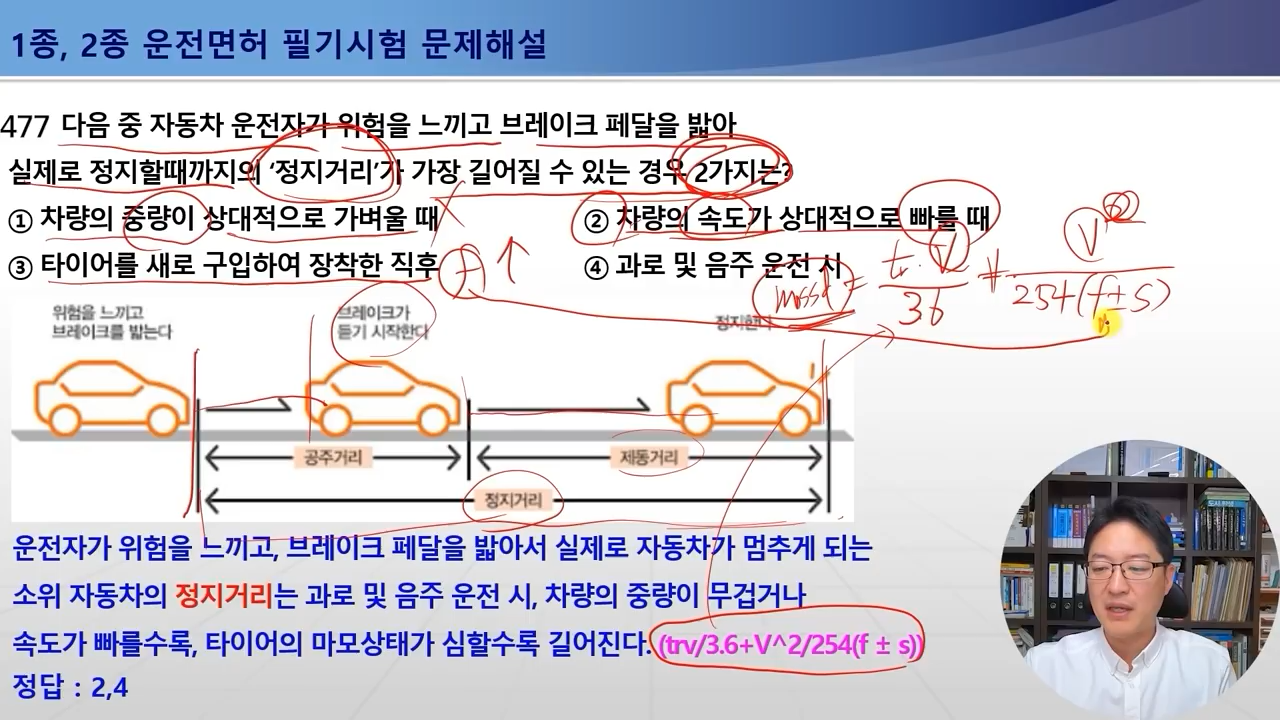 1종, 2종 운전면허 필기시험 문제해설
477 다음 중 자동차 운전자가 위험을 느끼고 브레이크 페달을 밟아
실제로 정지할때까지의 ‘정지거리’가 가장 길어질 수 있는 경우 2가지는?
① 차량의 중량이 상대적으로 가벼울 때
② 차량의 속도가 상대적으로 빠를 때
③ 타이어를 새로 구입하여 장착한 직후
④ 과로 및 음주 운전 시
mssd = tr·V/36 + V²/254(f±s)
위험을 느끼고
브레이크를 밟는다
브레이크가
듣기 시작한다
정지한다
공주거리
제동거리
정지거리
운전자가 위험을 느끼고, 브레이크 페달을 밟아서 실제로 자동차가 멈추게 되는
소위 자동차의 정지거리는 과로 및 음주 운전 시, 차량의 중량이 무겁거나
속도가 빠를수록, 타이어의 마모상태가 심할수록 길어진다. (trv/3.6+V^2/254(f ± s))
정답 : 2,4